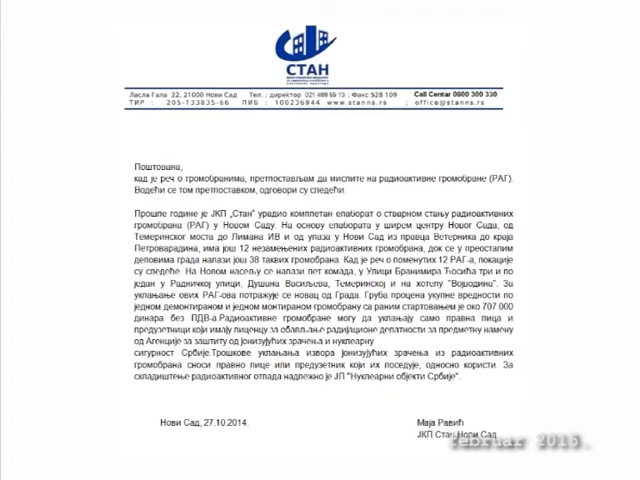 СТАН
Ласла Гала 22, 21000 Нови Сад Тел. : директор 021 489 68 13 ; Факс 528 109 Call Centar 0800 300 330
ТИР : 205-133835-66 ПИБ : 100236944 www.stanns.rs ; office@stanns.rs
Поштована,
кад је реч о громобранима, претпостављам да мислите на радиоактивне громобране (РАГ).
Водећи се том претпоставком, одговори су следећи.
Прошле године је ЈКП „Стан“ урадио комплетан елаборат о стварном стању радиоактивних
громобрана (РАГ) у Новом Саду. На основу елабората у ширем центру Новог Сада, од
Темеринског моста до Лимана ИВ и од улаза у Нови Сад из правца Ветерника до краја
Петроварадина, има још 12 незамењених радиоактивних громобрана, док се у преосталим
деловима града налази још 38 таквих громобрана. Кад је реч о поменутих 12 РАГ-а, локације
су следеће. На Новом насељу се налази пет комада, у Улици Бранимира Ћосића три и по
један у Радничкој улици, Душана Васиљева, Темеринској и на хотелу "Војводина". За
уклањање ових РАГ-ова потражује се новац од Града. Груба процена укупне вредности по
једном демонтираном и једном монтираном громобрану са раним стартовањем је око 707.000
динара без ПДВ-а.Радиоактивне громобране могу да уклањају само правна лица и
предузетници који имају лиценцу за обављање радијационе делатности за предметну намену
од Агенције за заштиту од јонизујућих зрачења и нуклеарну
сигурност Србије.Трошкове уклањања извора јонизујућих зрачења из радиоактивних
громобрана сноси правно лице или предузетник који их поседује, односно користи. За
складиштење радиоактивног отпада надлежно је ЈП "Нуклеарни објекти Србије".
Нови Сад, 27.10.2014. Маја Равић
ЈКП Стан Нови Сад
februar 2016.